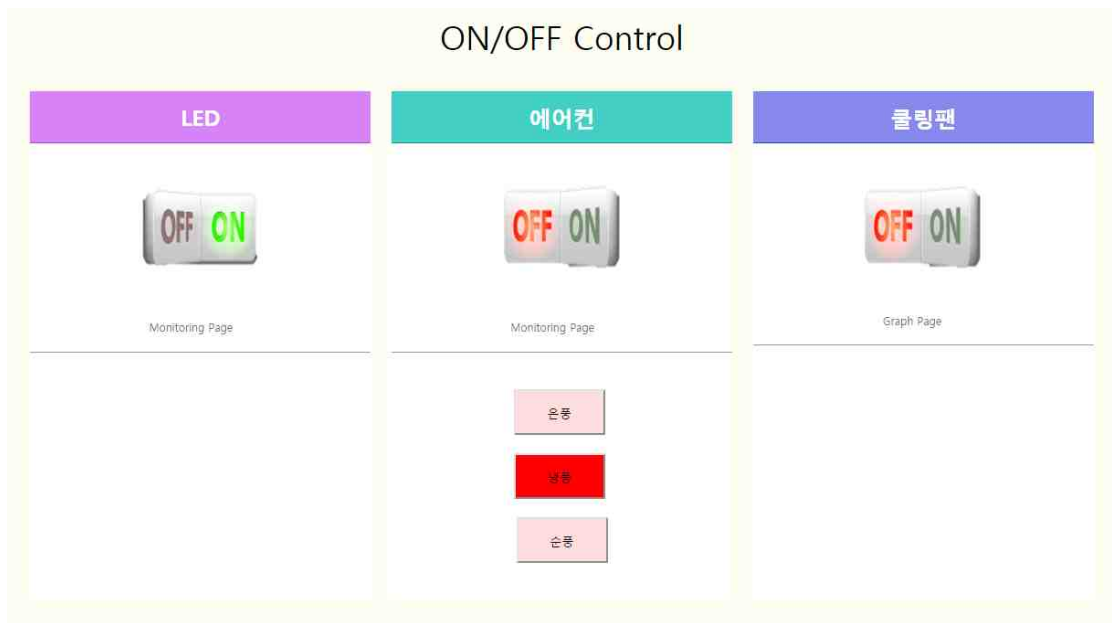 ON/OFF Control
LED
에어컨
쿨링팬
OFF ON
OFF ON
OFF ON
Monitoring Page
Monitoring Page
Graph Page
온풍
냉풍
순풍